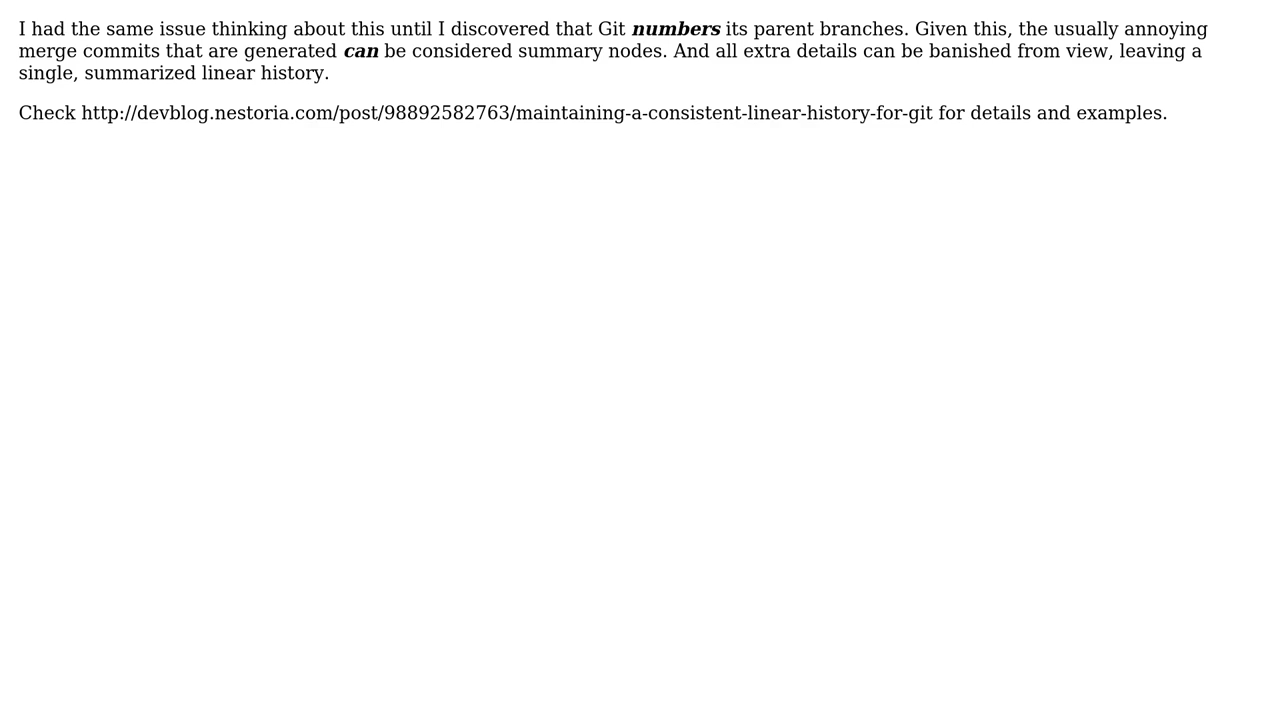 I had the same issue thinking about this until I discovered that Git numbers its parent branches. Given this, the usually annoying
merge commits that are generated can be considered summary nodes. And all extra details can be banished from view, leaving a
single, summarized linear history.
Check http://devblog.nestoria.com/post/98892582763/maintaining-a-consistent-linear-history-for-git for details and examples.